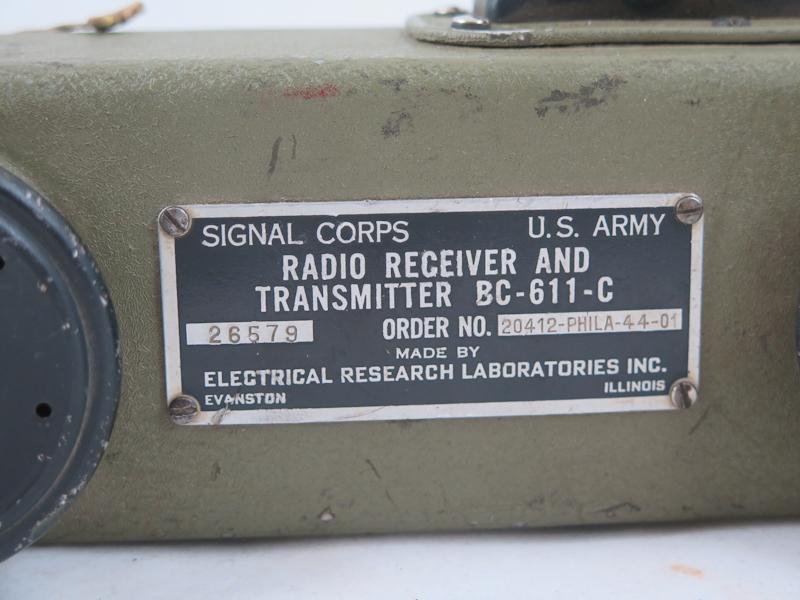 SIGNAL CORPS U.S. ARMY
RADIO RECEIVER AND
TRANSMITTER BC-611-C
26579 ORDER NO. 20412-PHILA-44-01
MADE BY
ELECTRICAL RESEARCH LABORATORIES INC.
EVANSTON ILLINOIS